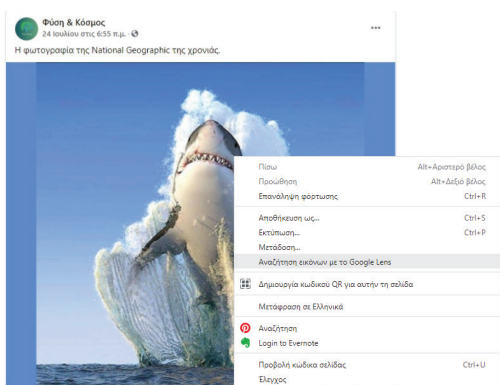 Φύση & Κόσμος
24 Ιουλίου στις 6:55 π.μ. ·
Η φωτογραφία της National Geographic της χρονιάς.
Πίσω Alt+Αριστερό βέλος
Προώθηση Alt+Δεξιό βέλος
Επανάληψη φόρτωσης Ctrl+R
Αποθήκευση ως... Ctrl+S
Εκτύπωση... Ctrl+P
Μετάδοση...
Αναζήτηση εικόνων με το Google Lens
Δημιουργία κωδικού QR για αυτήν τη σελίδα
Μετάφραση σε Ελληνικά
Αναζήτηση
Login to Evernote
Προβολή κώδικα σελίδας Ctrl+U
Έλεγχος